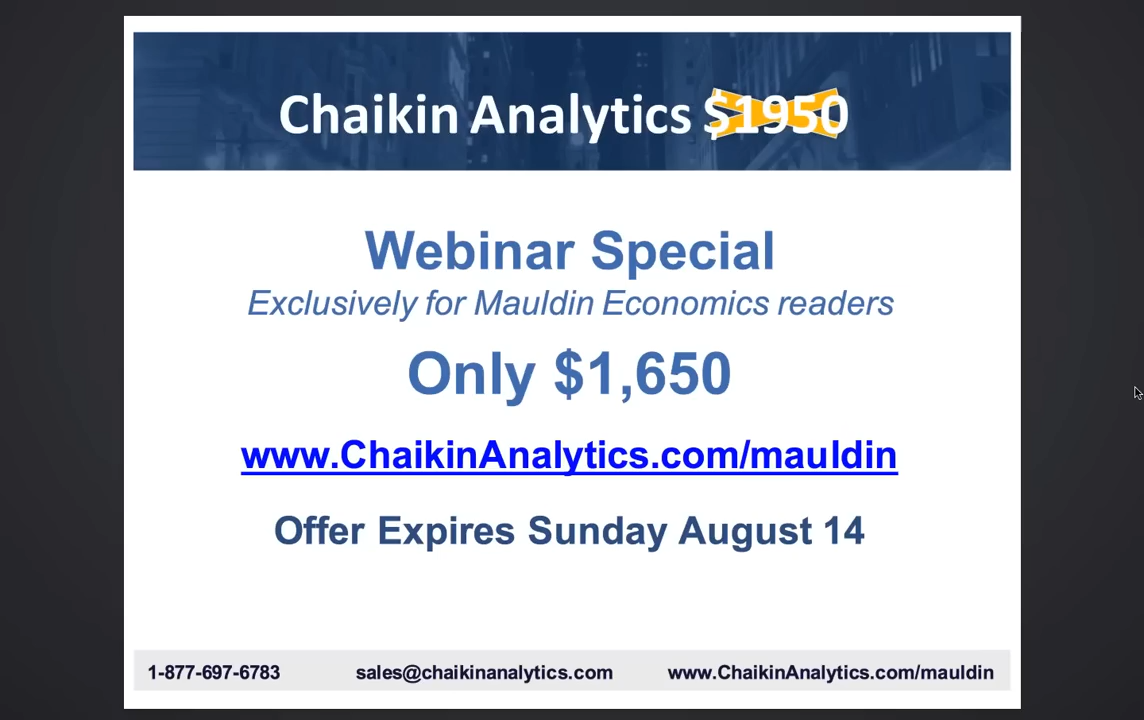 Chaikin Analytics $1950
Webinar Special
Exclusively for Mauldin Economics readers
Only $1,650
www.ChaikinAnalytics.com/mauldin
Offer Expires Sunday August 14
1-877-697-6783 sales@chaikinanalytics.com www.ChaikinAnalytics.com/mauldin